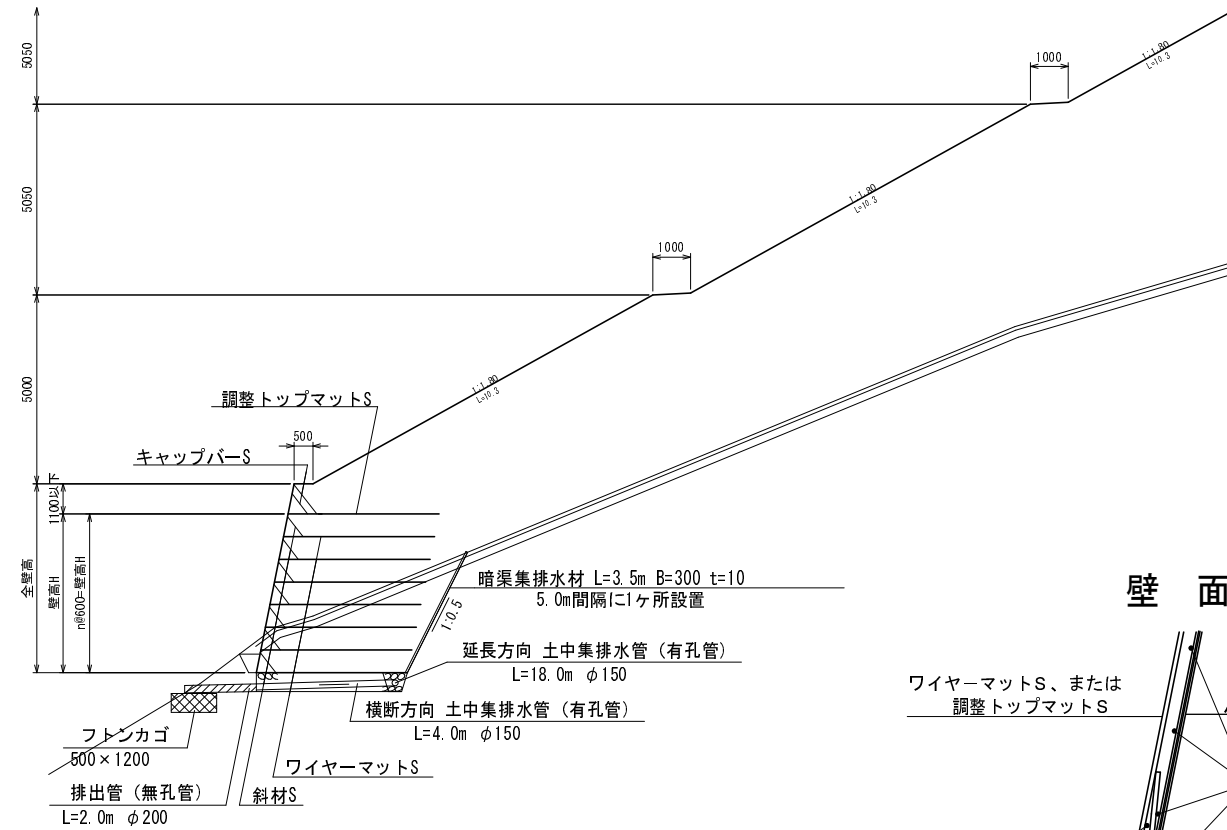 5050
1000
1:1.80
L=10.3
5050
1:1.80
L=10.3
1000
5000
1:1.80
L=10.3
調整トップマットS
500
キャップバーS
1100以下
全壁高
壁高H
n@600=壁高H
暗渠集排水材 L=3.5m B=300 t=10
5.0m間隔に1ヶ所設置
1:0.5
壁 面
延長方向 土中集排水管（有孔管）
L=18.0m φ150
ワイヤーマットS、または
調整トップマットS
横断方向 土中集排水管（有孔管）
L=4.0m φ150
フトンカゴ
500×1200
ワイヤーマットS
排出管（無孔管）
L=2.0m φ200
斜材S